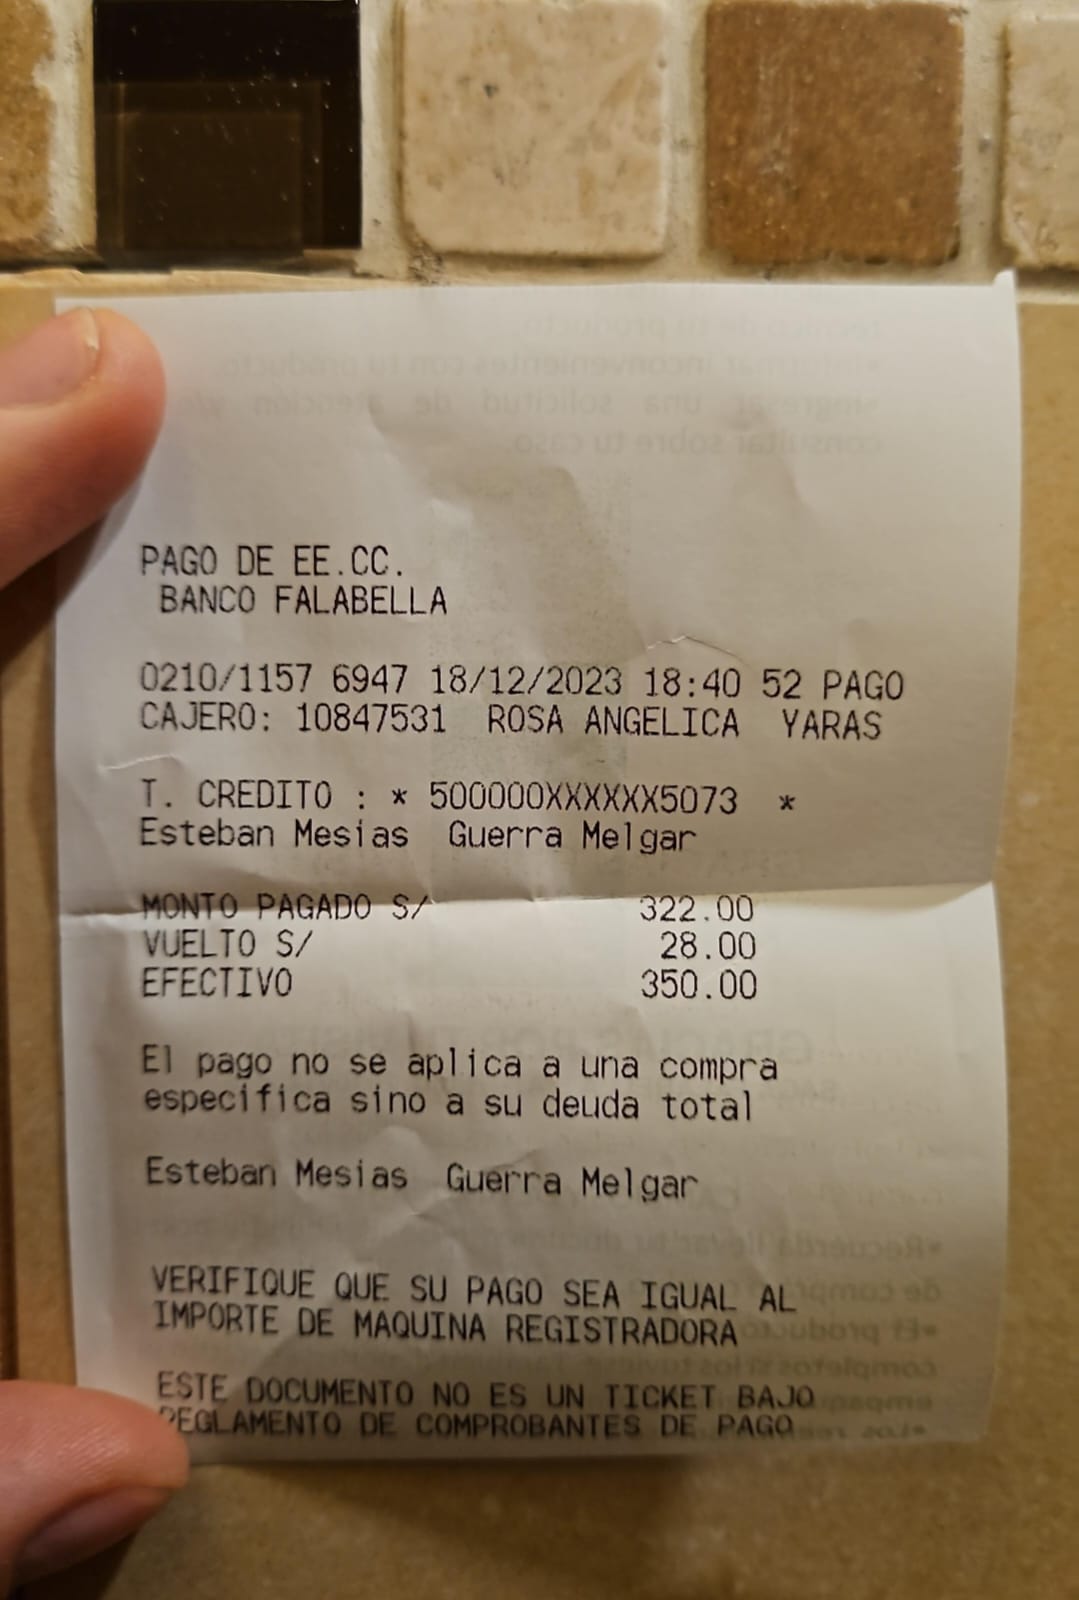 PAGO DE EE.CC.
BANCO FALABELLA
0210/1157 6947 18/12/2023 18:40 52 PAGO
CAJERO: 10847531 ROSA ANGELICA YARAS
T. CREDITO : * 500000XXXXXX5073 *
Esteban Mesias Guerra Melgar
MONTO PAGADO S/ 322.00
VUELTO S/ 28.00
EFECTIVO 350.00
El pago no se aplica a una compra
especifica sino a su deuda total
Esteban Mesias Guerra Melgar
VERIFIQUE QUE SU PAGO SEA IGUAL AL
IMPORTE DE MAQUINA REGISTRADORA
ESTE DOCUMENTO NO ES UN TICKET BAJO
REGLAMENTO DE COMPROBANTES DE PAGO